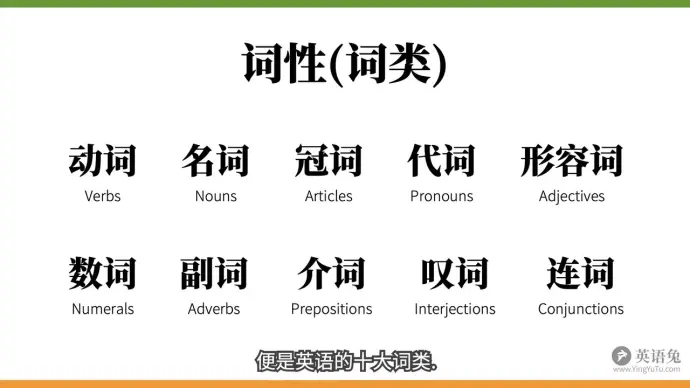 词性(词类)
动词 名词 冠词 代词 形容词
Verbs Nouns Articles Pronouns Adjectives
数词 副词 介词 叹词 连词
Numerals Adverbs Prepositions Interjections Conjunctions
便是英语的十大词类.
英语兔
www.YingYuTu.com